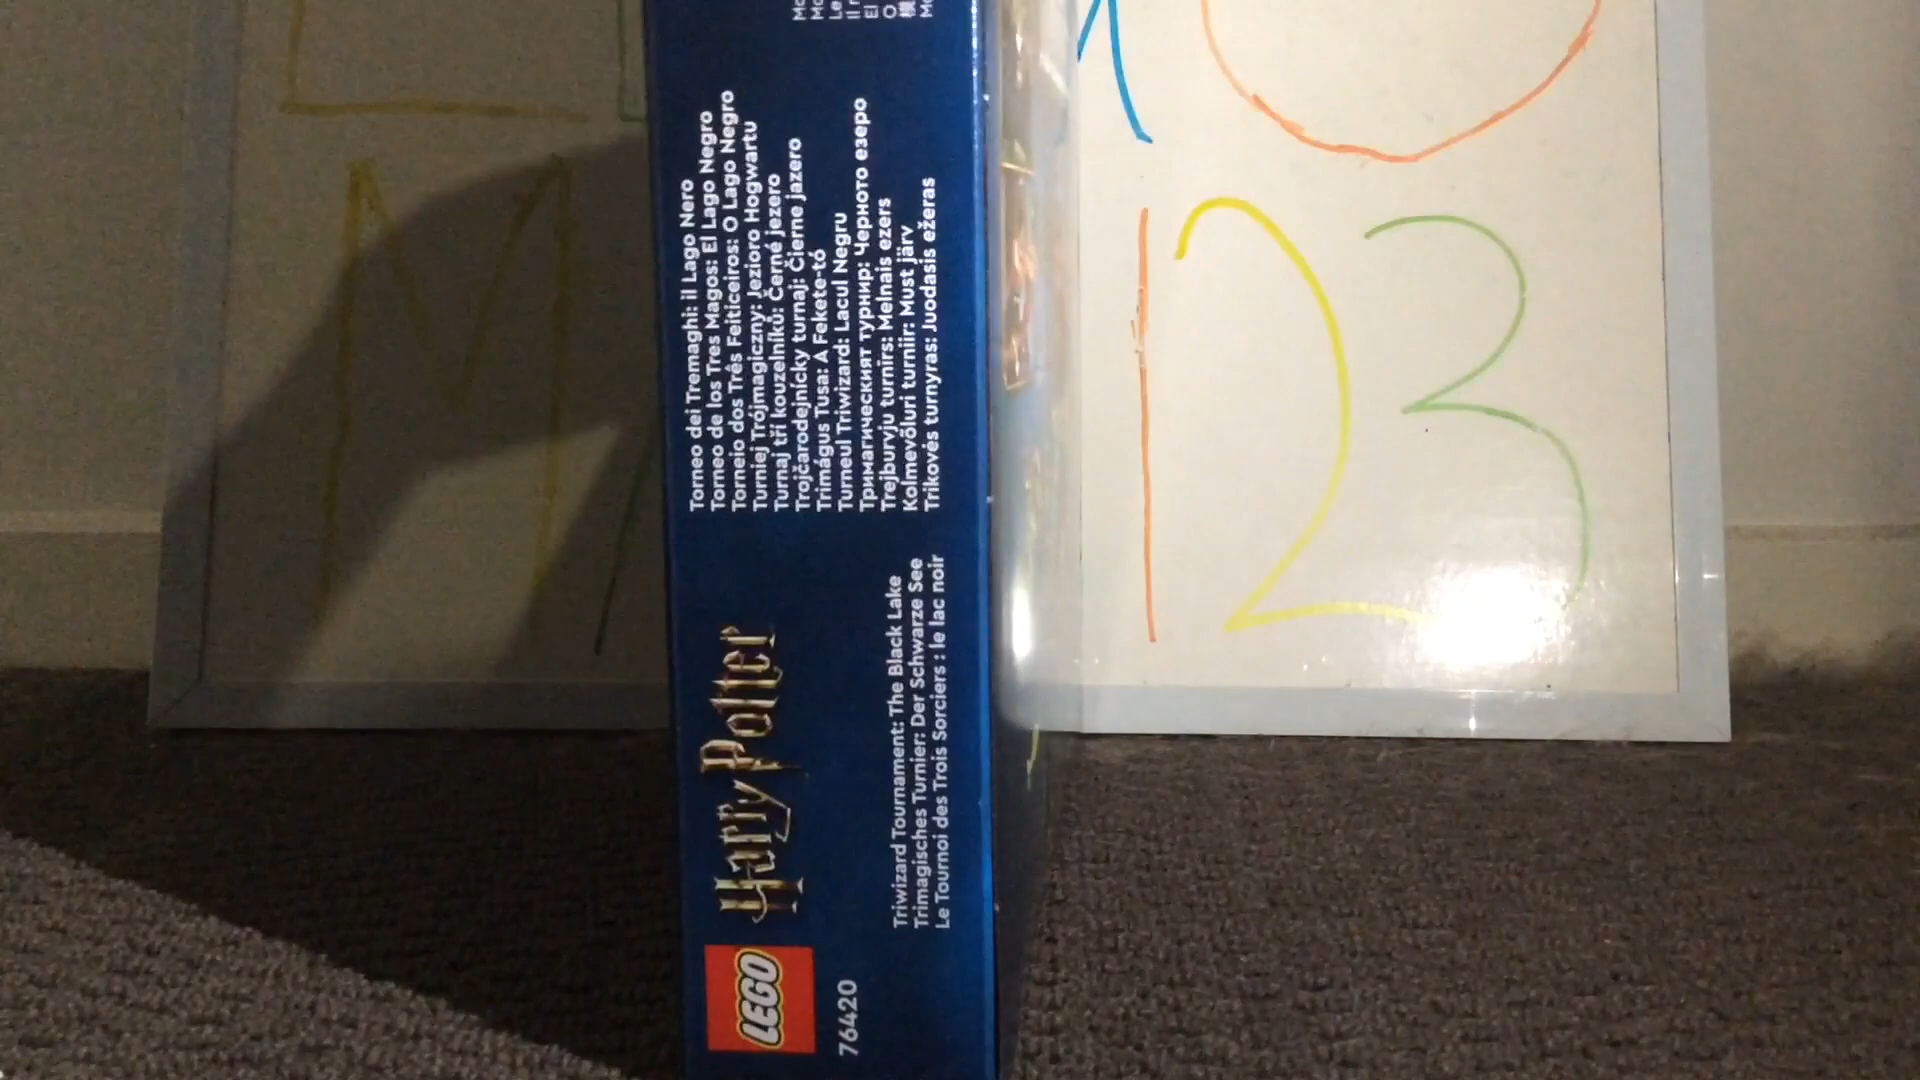 LEGO
76420
Harry Potter
Triwizard Tournament: The Black Lake
Trimagisches Turnier: Der Schwarze See
Le Tournoi des Trois Sorciers : le lac noir
Torneo dei Tremaghi: il Lago Nero
Torneo de los Tres Magos: El Lago Negro
Torneio dos Três Feiticeiros: O Lago Negro
Turniej Trójmagiczny: Jezioro Hogwartu
Turnaj tří kouzelníků: Černé jezero
Trojčarodejnícky turnaj: Čierne jazero
Trimágus Tusa: A Fekete-tó
Turneul Triwizard: Lacul Negru
Тримагическият турнир: Черното езеро
Trejburvju turnīrs: Melnais ezers
Kolmevõluri turniir: Must järv
Trikovės turnyras: Juodasis ežeras
M
123